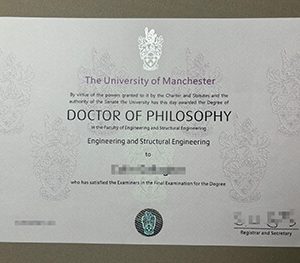 The University of Manchester
By virtue of the powers granted to it by the Charter and Statutes and the
authority of the Senate the University has this day awarded the Degree of
DOCTOR OF PHILOSOPHY
in the Faculty of Engineering and Structural Engineering
Engineering and Structural Engineering
to
who has satisfied the Examiners in the Final Examination for the Degree
Registrar and Secretary